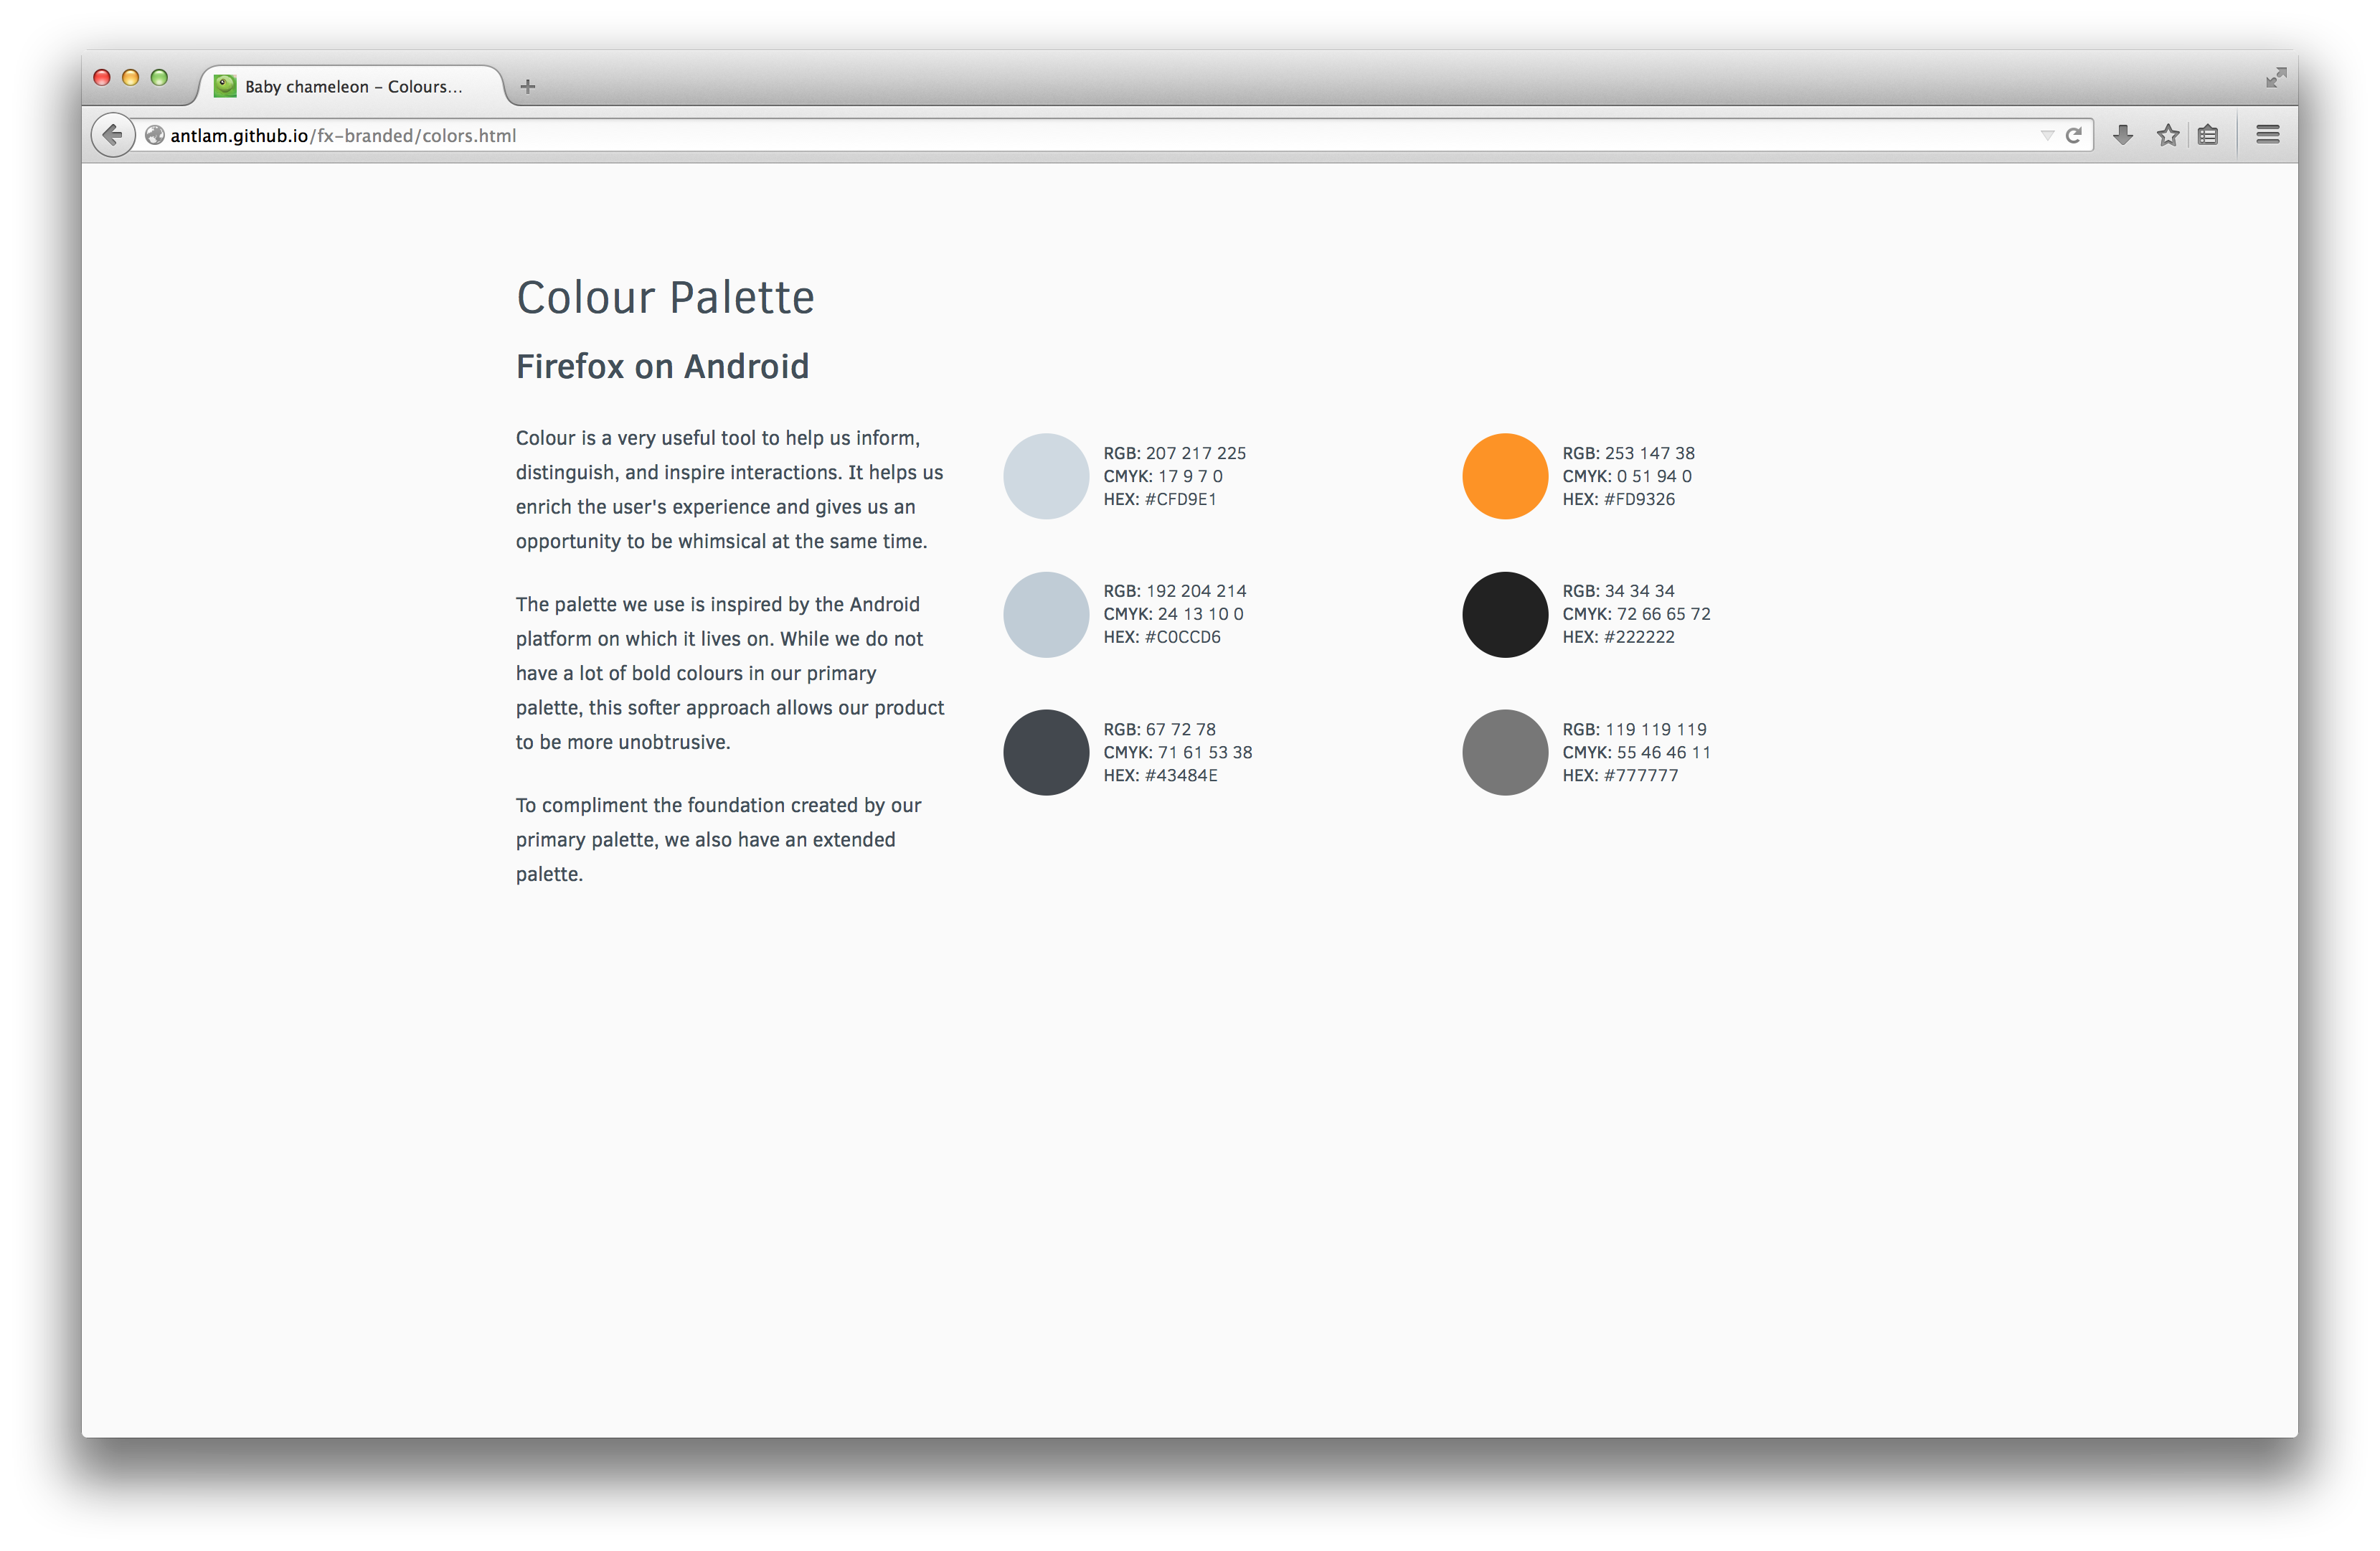 Baby chameleon – Colours...
antlam.github.io/fx-branded/colors.html
Colour Palette
Firefox on Android
Colour is a very useful tool to help us inform,
distinguish, and inspire interactions. It helps us
enrich the user's experience and gives us an
opportunity to be whimsical at the same time.
The palette we use is inspired by the Android
platform on which it lives on. While we do not
have a lot of bold colours in our primary
palette, this softer approach allows our product
to be more unobtrusive.
To compliment the foundation created by our
primary palette, we also have an extended
palette.
RGB: 207 217 225
CMYK: 17 9 7 0
HEX: #CFD9E1
RGB: 253 147 38
CMYK: 0 51 94 0
HEX: #FD9326
RGB: 192 204 214
CMYK: 24 13 10 0
HEX: #C0CCD6
RGB: 34 34 34
CMYK: 72 66 65 72
HEX: #222222
RGB: 67 72 78
CMYK: 71 61 53 38
HEX: #43484E
RGB: 119 119 119
CMYK: 55 46 46 11
HEX: #777777